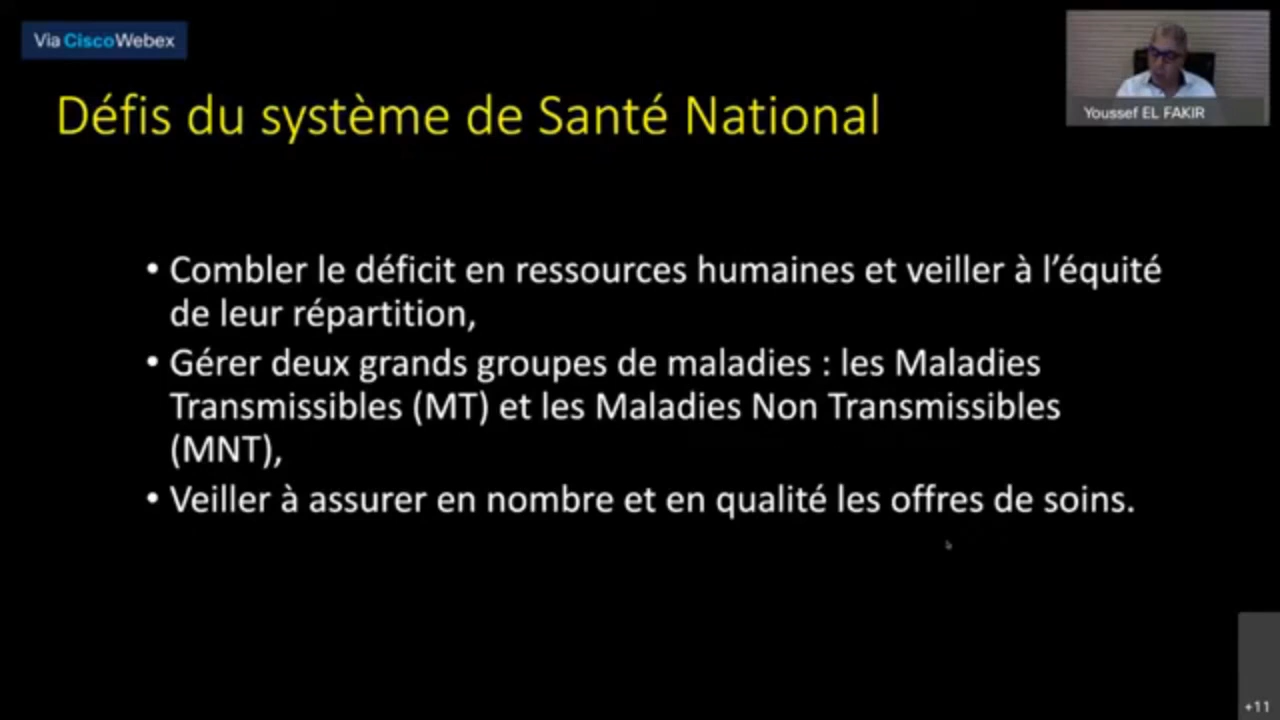 Via CiscoWebex
Youssef EL FAKIR
Défis du système de Santé National
• Combler le déficit en ressources humaines et veiller à l’équité
de leur répartition,
• Gérer deux grands groupes de maladies : les Maladies
Transmissibles (MT) et les Maladies Non Transmissibles
(MNT),
• Veiller à assurer en nombre et en qualité les offres de soins.
+11